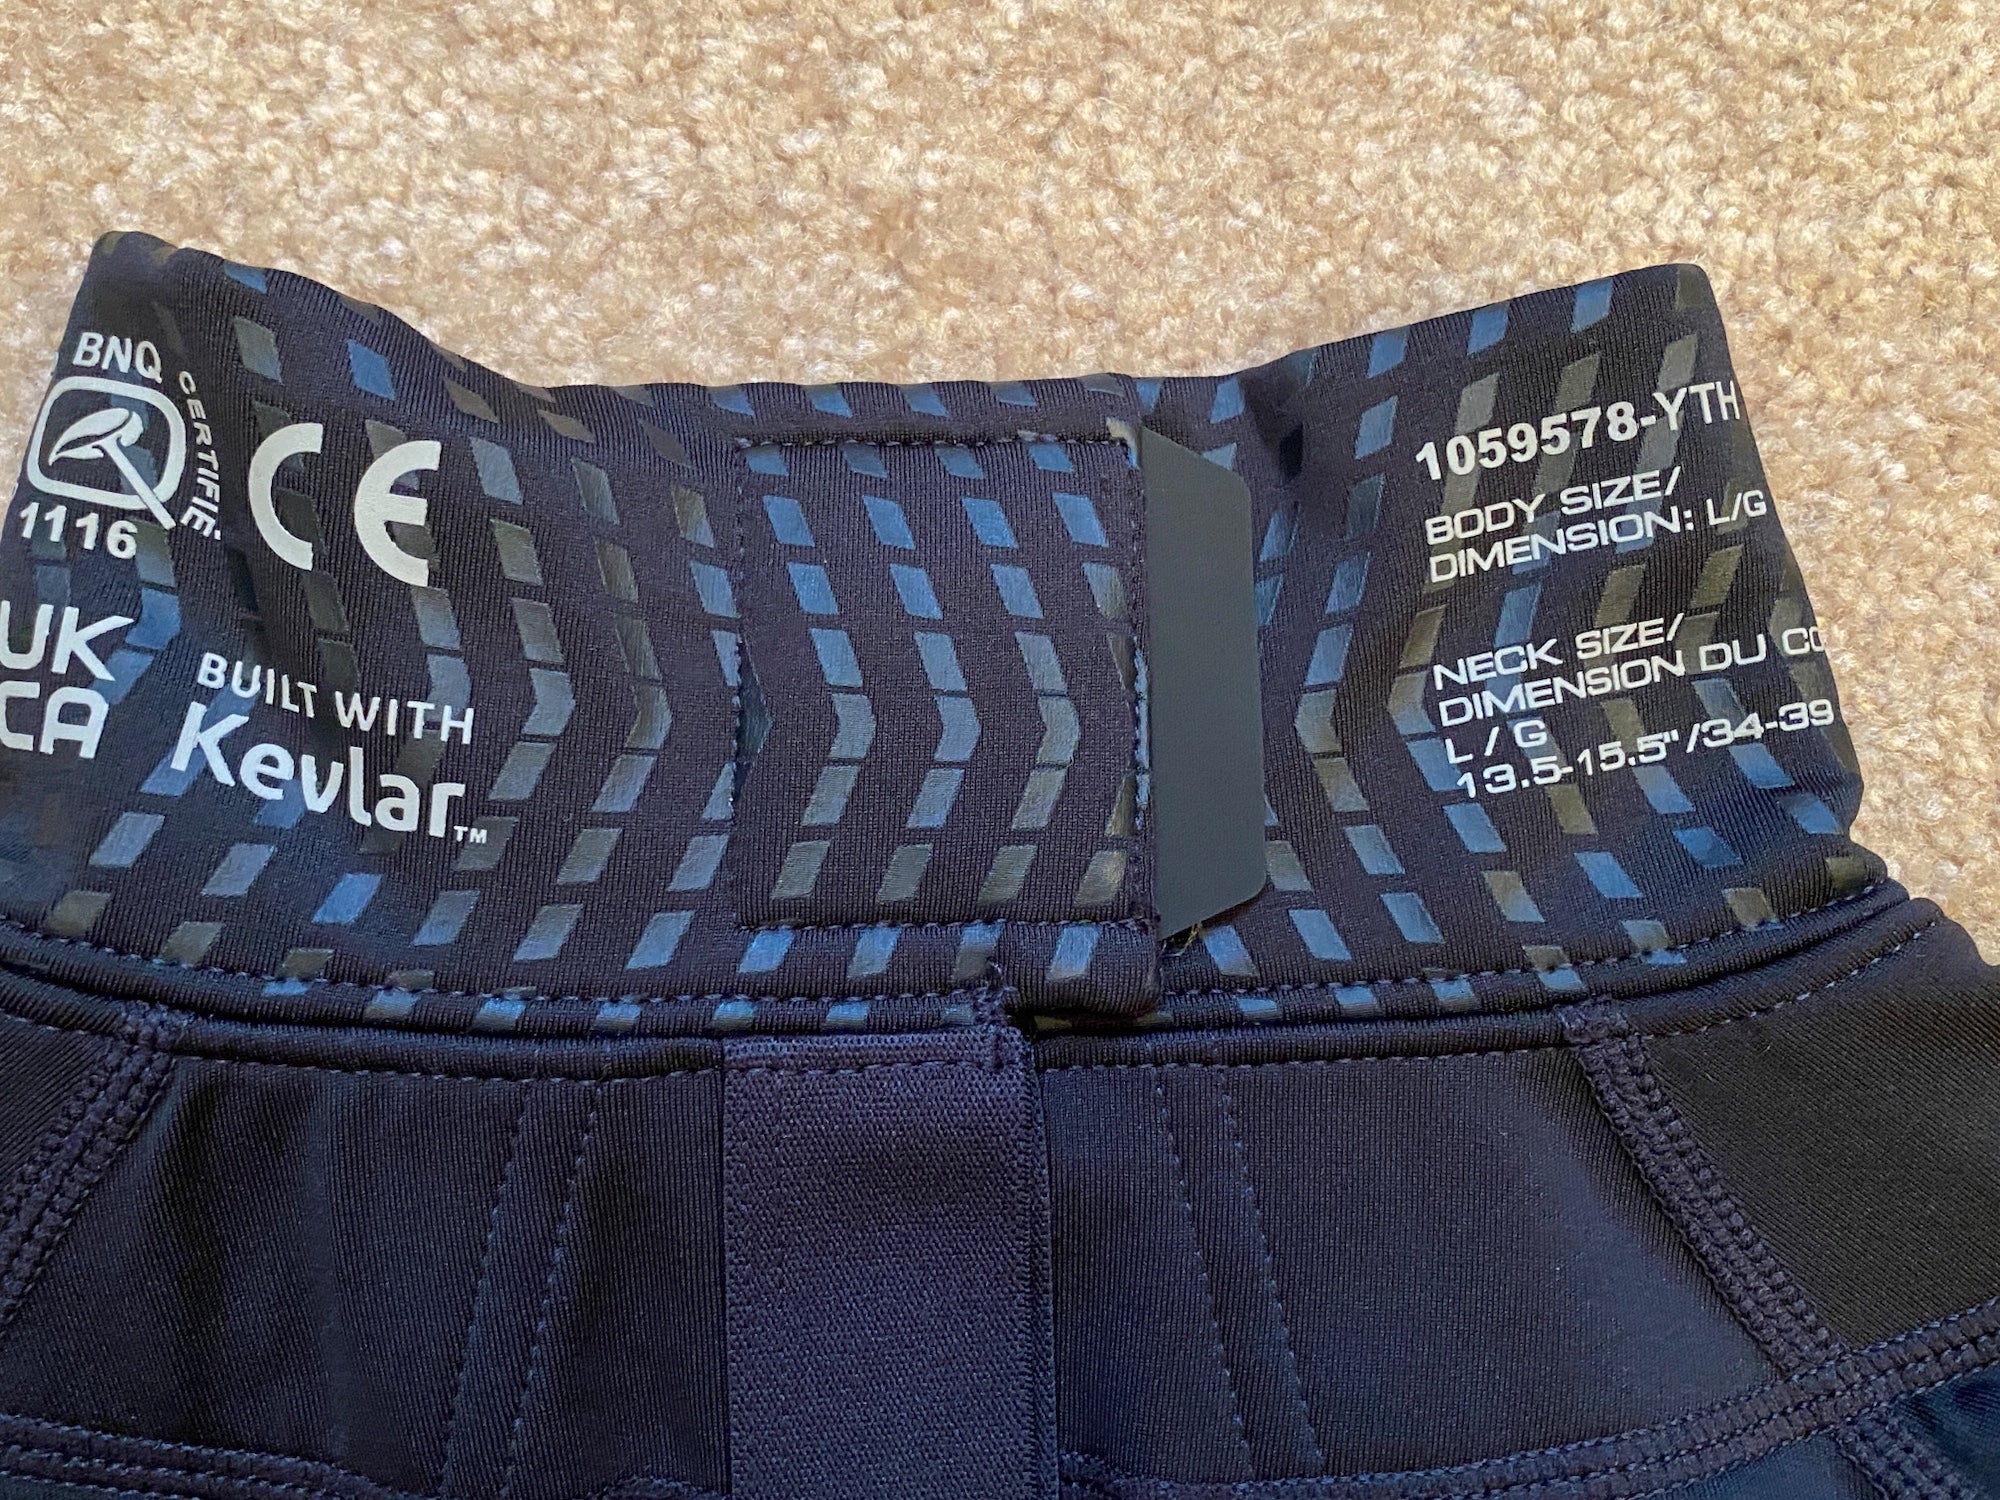 BNQ
CERTIFIE
1116
CE
UK
CA
BUILT WITH
Kevlar™
1059578-YTH
BODY SIZE/
DIMENSION: L/G
NECK SIZE/
DIMENSION DU
L / G
13.5-15.5"/34-39